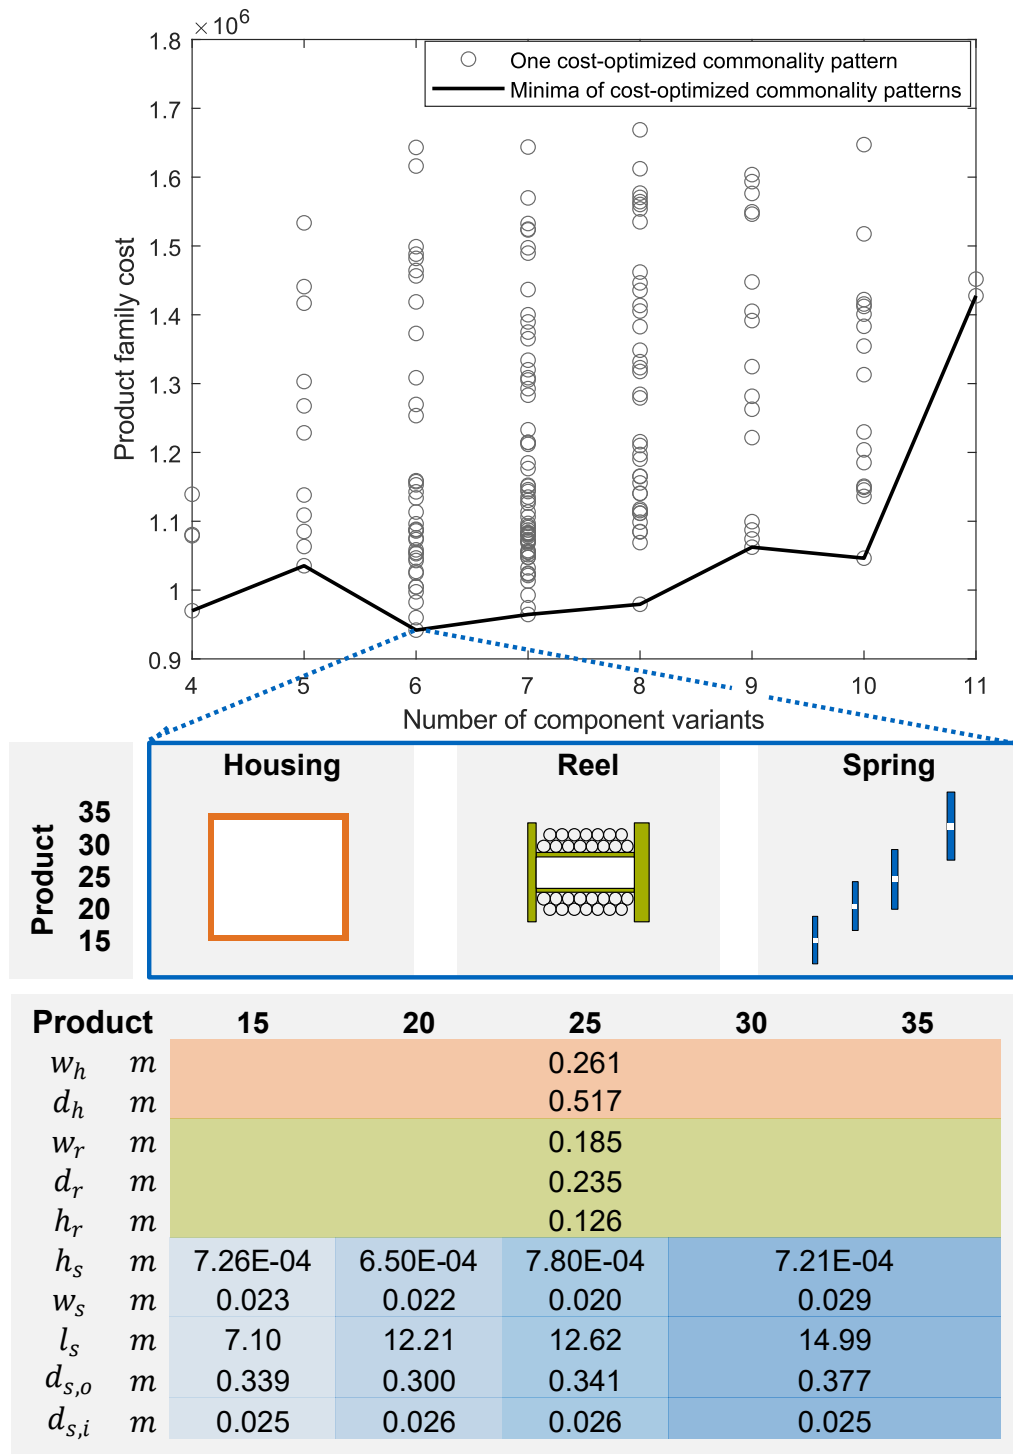 ×10⁶
1.8
1.7
1.6
1.5
1.4
1.3
1.2
1.1
1
0.9
Product family cost
One cost-optimized commonality pattern
Minima of cost-optimized commonality patterns
4 5 6 7 8 9 10 11
Number of component variants
Housing Reel Spring
Product
35
30
25
20
15
Product 15 20 25 30 35
w_h m 0.261
d_h m 0.517
w_r m 0.185
d_r m 0.235
h_r m 0.126
h_s m 7.26E-04 6.50E-04 7.80E-04 7.21E-04
w_s m 0.023 0.022 0.020 0.029
l_s m 7.10 12.21 12.62 14.99
d_{s,o} m 0.339 0.300 0.341 0.377
d_{s,i} m 0.025 0.026 0.026 0.025